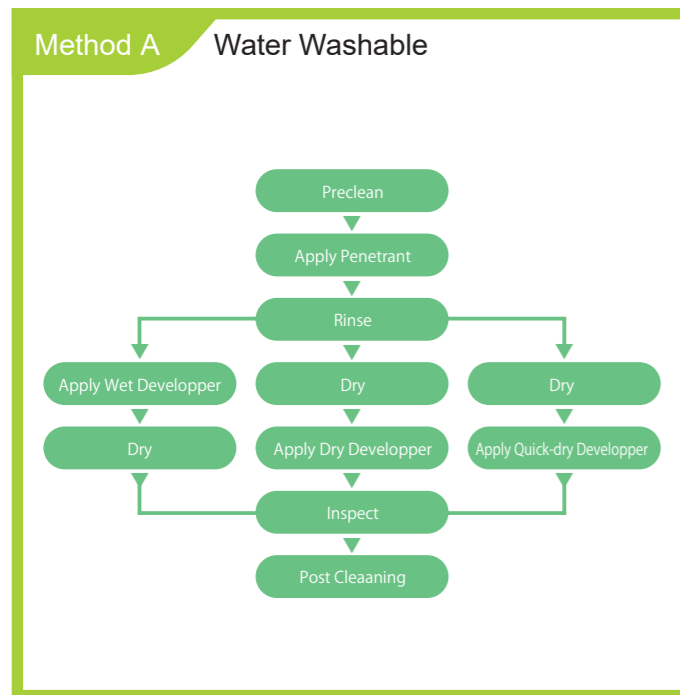 Method A
Water Washable
Preclean
Apply Penetrant
Rinse
Apply Wet Developper
Dry
Dry
Dry
Apply Dry Developper
Apply Quick-dry Developper
Inspect
Post Cleaaning